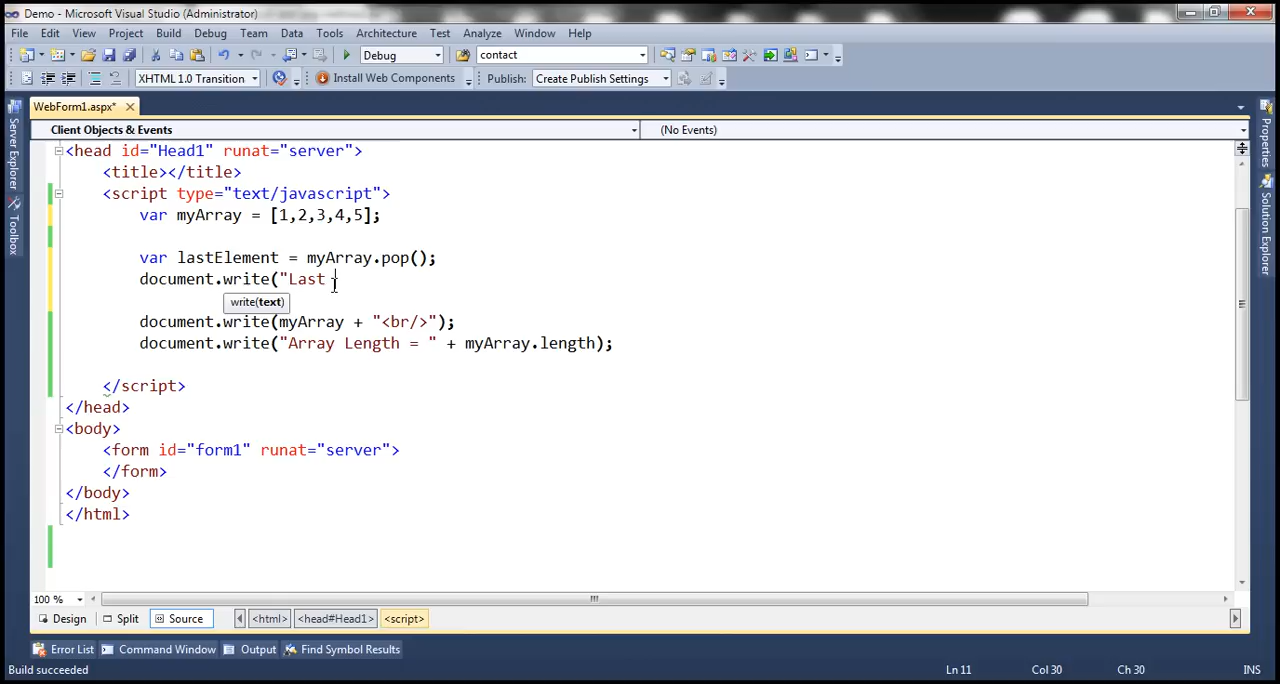 Demo - Microsoft Visual Studio (Administrator)
File Edit View Project Build Debug Team Data Tools Architecture Test Analyze Window Help
Debug contact
XHTML 1.0 Transition Install Web Components Publish: Create Publish Settings
WebForm1.aspx*
Client Objects & Events (No Events)
Server Explorer
Toolbox
Properties
Solution Explorer
<head id="Head1" runat="server">
<title></title>
<script type="text/javascript">
var myArray = [1,2,3,4,5];
var lastElement = myArray.pop();
document.write("Last
write(text)
document.write(myArray + "<br/>");
document.write("Array Length = " + myArray.length);
</script>
</head>
<body>
<form id="form1" runat="server">
</form>
</body>
</html>
100 %
Design Split Source <html> <head#Head1> <script>
Error List Command Window Output Find Symbol Results
Build succeeded Ln 11 Col 30 Ch 30 INS